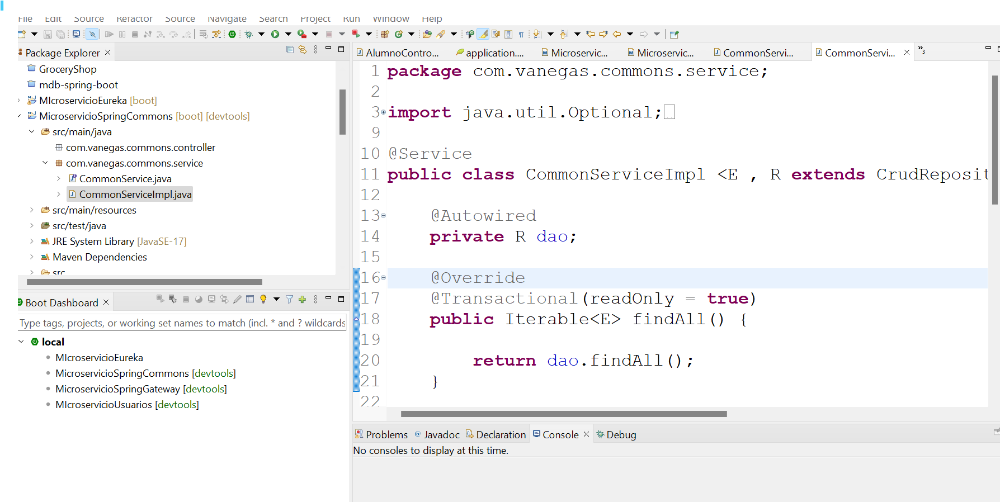 File Edit Source Refactor Source Navigate Search Project Run Window Help
Package Explorer
GroceryShop
mdb-spring-boot
MIcroservicioEureka [boot]
MicroservicioSpringCommons [boot] [devtools]
src/main/java
com.vanegas.commons.controller
com.vanegas.commons.service
CommonService.java
CommonServiceImpl.java
src/main/resources
src/test/java
JRE System Library [JavaSE-17]
Maven Dependencies
src
Boot Dashboard
Type tags, projects, or working set names to match (incl. * and ? wildcards
local
MIcroservicioEureka
MicroservicioSpringCommons [devtools]
MicroservicioSpringGateway [devtools]
MIcroservicioUsuarios [devtools]
AlumnoContro... application.... Microservic... Microservic... CommonServi... CommonServi... »3
1 package com.vanegas.commons.service;
2
3 import java.util.Optional;
9
10 @Service
11 public class CommonServiceImpl <E , R extends CrudReposit
12
13 @Autowired
14 private R dao;
15
16 @Override
17 @Transactional(readOnly = true)
18 public Iterable<E> findAll() {
19
20 return dao.findAll();
21 }
22
Problems @ Javadoc Declaration Console Debug
No consoles to display at this time.